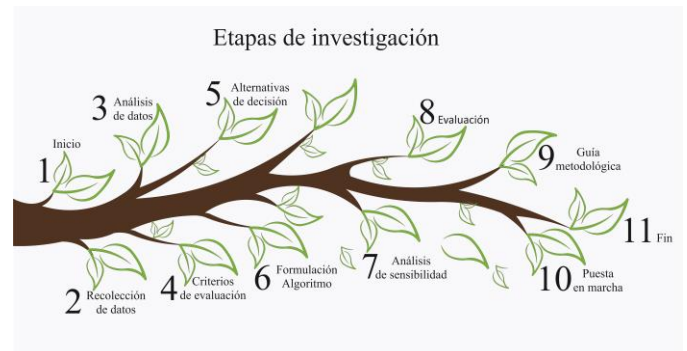 Etapas de investigación
1 Inicio
2 Recolección
de datos
3 Análisis
de datos
4 Criterios
de evaluación
5 Alternativas
de decisión
6 Formulación
Algoritmo
7 Análisis
de sensibilidad
8 Evaluación
9 Guía
metodológica
10 Puesta
en marcha
11 Fin